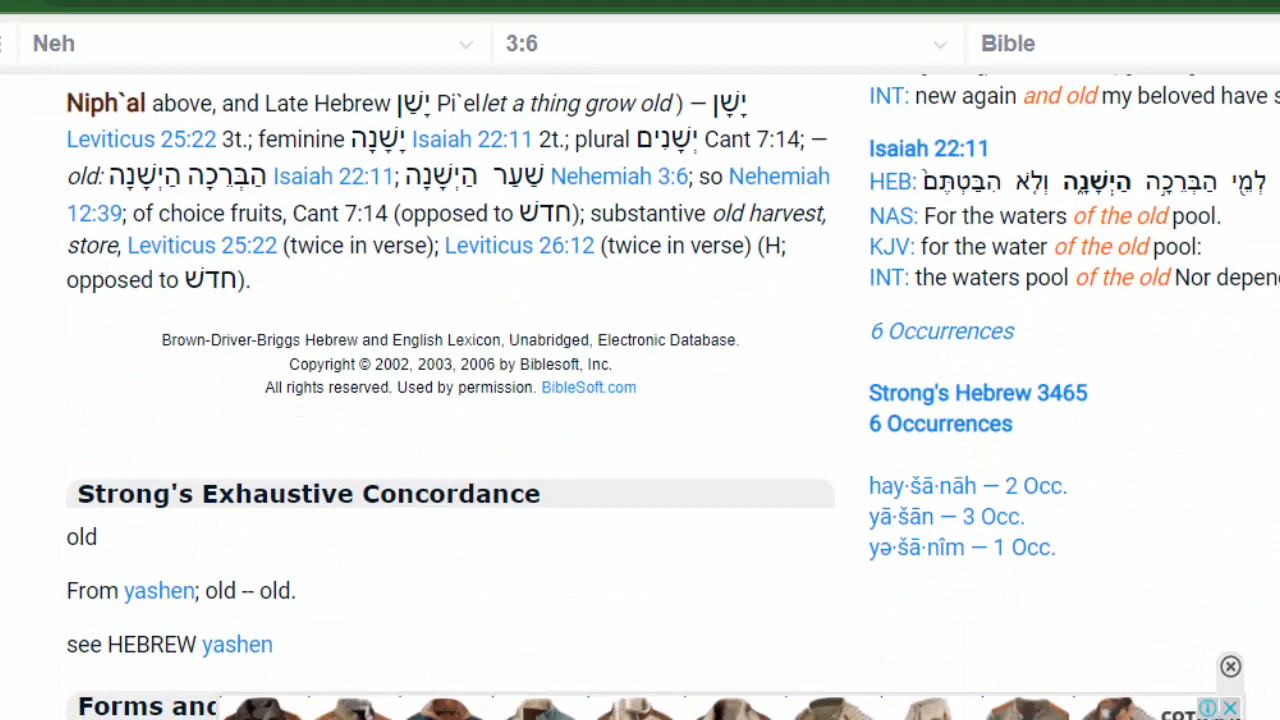 Neh
3:6
Bible
Niph`al above, and Late Hebrew יָשַׁן Pi`el let a thing grow old ) — יָשָׁן
Leviticus 25:22 3t.; feminine יְשָׁנָה Isaiah 22:11 2t.; plural יְשָׁנִים Cant 7:14; —
old: הַבְּרֵכָה הַיְשָׁנָה Isaiah 22:11; שַׁעַר הַיְשָׁנָה Nehemiah 3:6; so Nehemiah
12:39; of choice fruits, Cant 7:14 (opposed to חדשׁ); substantive old harvest,
store, Leviticus 25:22 (twice in verse); Leviticus 26:12 (twice in verse) (H;
opposed to חדשׁ).
Brown-Driver-Briggs Hebrew and English Lexicon, Unabridged, Electronic Database.
Copyright © 2002, 2003, 2006 by Biblesoft, Inc.
All rights reserved. Used by permission. BibleSoft.com
Strong's Exhaustive Concordance
old
From yashen; old -- old.
see HEBREW yashen
Forms and
INT: new again and old my beloved have s
Isaiah 22:11
HEB: לְמֵי הַבְּרֵכָה הַיְשָׁנָה וְלֹא הִבַּטְתֶּם
NAS: For the waters of the old pool.
KJV: for the water of the old pool:
INT: the waters pool of the old Nor depen
6 Occurrences
Strong's Hebrew 3465
6 Occurrences
hay·šā·nāh — 2 Occ.
yā·šān — 3 Occ.
yə·šā·nîm — 1 Occ.